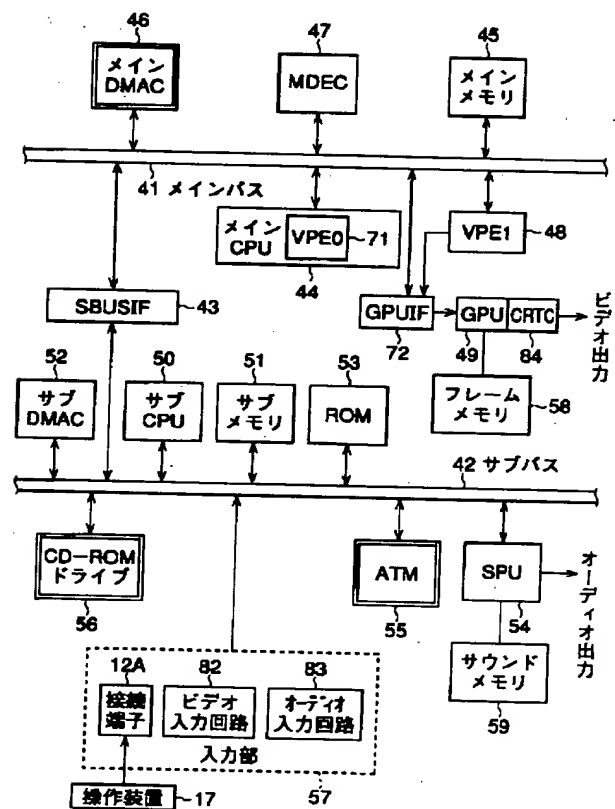 46
47
45
メイン
DMAC
MDEC
メイン
メモリ
41 メインバス
メイン
CPU
VPE0
71
44
VPE1
48
SBUSIF
43
GPUIF
72
GPU
CRTC
49
84
ビデオ出力
フレーム
メモリ
58
52
50
51
53
サブ
DMAC
サブ
CPU
サブ
メモリ
ROM
42 サブバス
CD-ROM
ドライブ
56
ATM
55
SPU
54
オーディオ出力
サウンド
メモリ
59
12A
82
83
接続
端子
ビデオ
入力回路
オーディオ
入力回路
入力部
操作装置
17
57